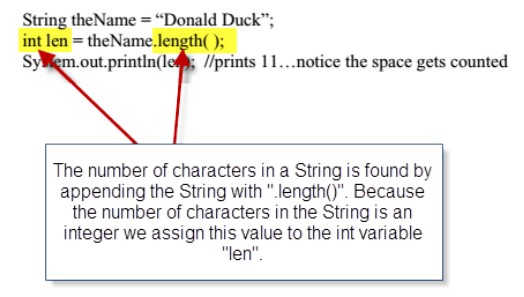 String theName = “Donald Duck”;
int len = theName.length( );
System.out.println(len); //prints 11…notice the space gets counted
The number of characters in a String is found by
appending the String with ".length()". Because
the number of characters in the String is an
integer we assign this value to the int variable
"len".